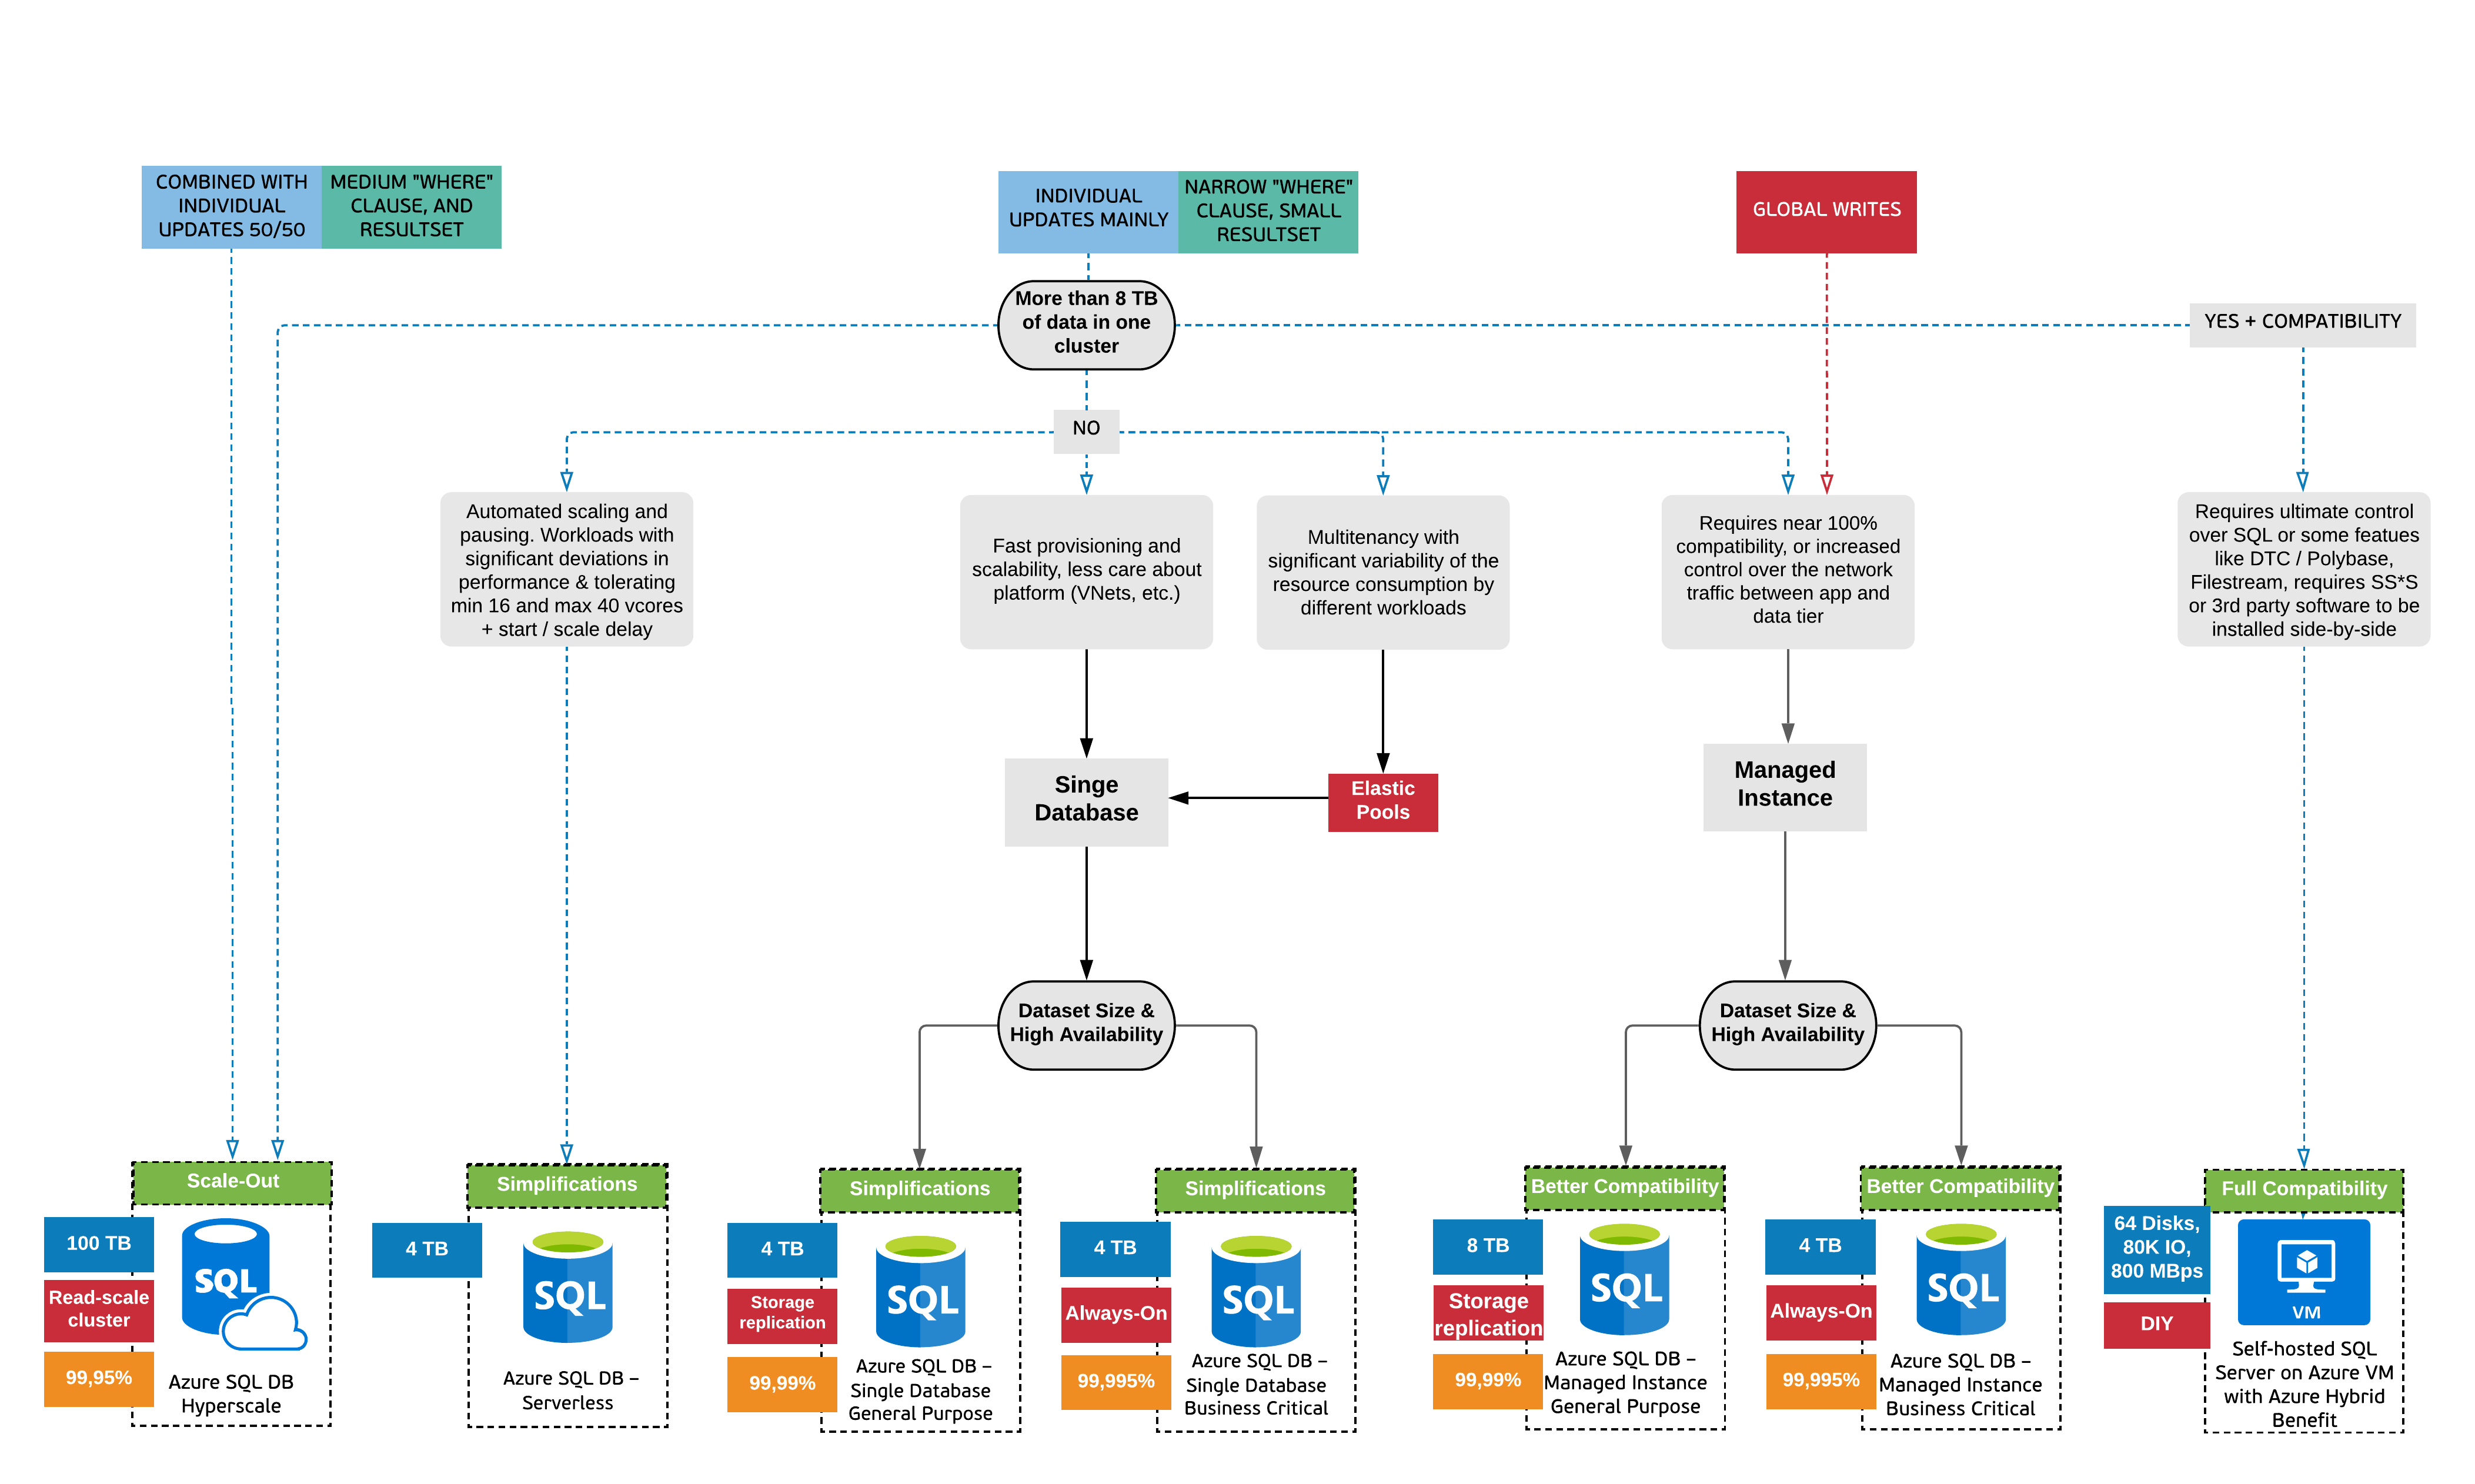 COMBINED WITH
INDIVIDUAL
UPDATES 50/50
MEDIUM "WHERE"
CLAUSE, AND
RESULTSET
INDIVIDUAL
UPDATES MAINLY
NARROW "WHERE"
CLAUSE, SMALL
RESULTSET
GLOBAL WRITES
More than 8 TB
of data in one
cluster
YES + COMPATIBILITY
NO
Automated scaling and
pausing. Workloads with
significant deviations in
performance & tolerating
min 16 and max 40 vcores
+ start / scale delay
Fast provisioning and
scalability, less care about
platform (VNets, etc.)
Multitenancy with
significant variability of the
resource consumption by
different workloads
Requires near 100%
compatibility, or increased
control over the network
traffic between app and
data tier
Requires ultimate control
over SQL or some featues
like DTC / Polybase,
Filestream, requires SS*S
or 3rd party software to be
installed side-by-side
Singe
Database
Elastic
Pools
Managed
Instance
Dataset Size &
High Availability
Dataset Size &
High Availability
Scale-Out
100 TB
Read-scale
cluster
99,95%
SQL
Azure SQL DB
Hyperscale
Simplifications
4 TB
SQL
Azure SQL DB –
Serverless
Simplifications
4 TB
Storage
replication
99,99%
SQL
Azure SQL DB –
Single Database
General Purpose
Simplifications
4 TB
Always-On
99,995%
SQL
Azure SQL DB –
Single Database
Business Critical
Better Compatibility
8 TB
Storage
replication
99,99%
SQL
Azure SQL DB –
Managed Instance
General Purpose
Better Compatibility
4 TB
Always-On
99,995%
SQL
Azure SQL DB –
Managed Instance
Business Critical
Full Compatibility
64 Disks,
80K IO,
800 MBps
DIY
VM
Self-hosted SQL
Server on Azure VM
with Azure Hybrid
Benefit